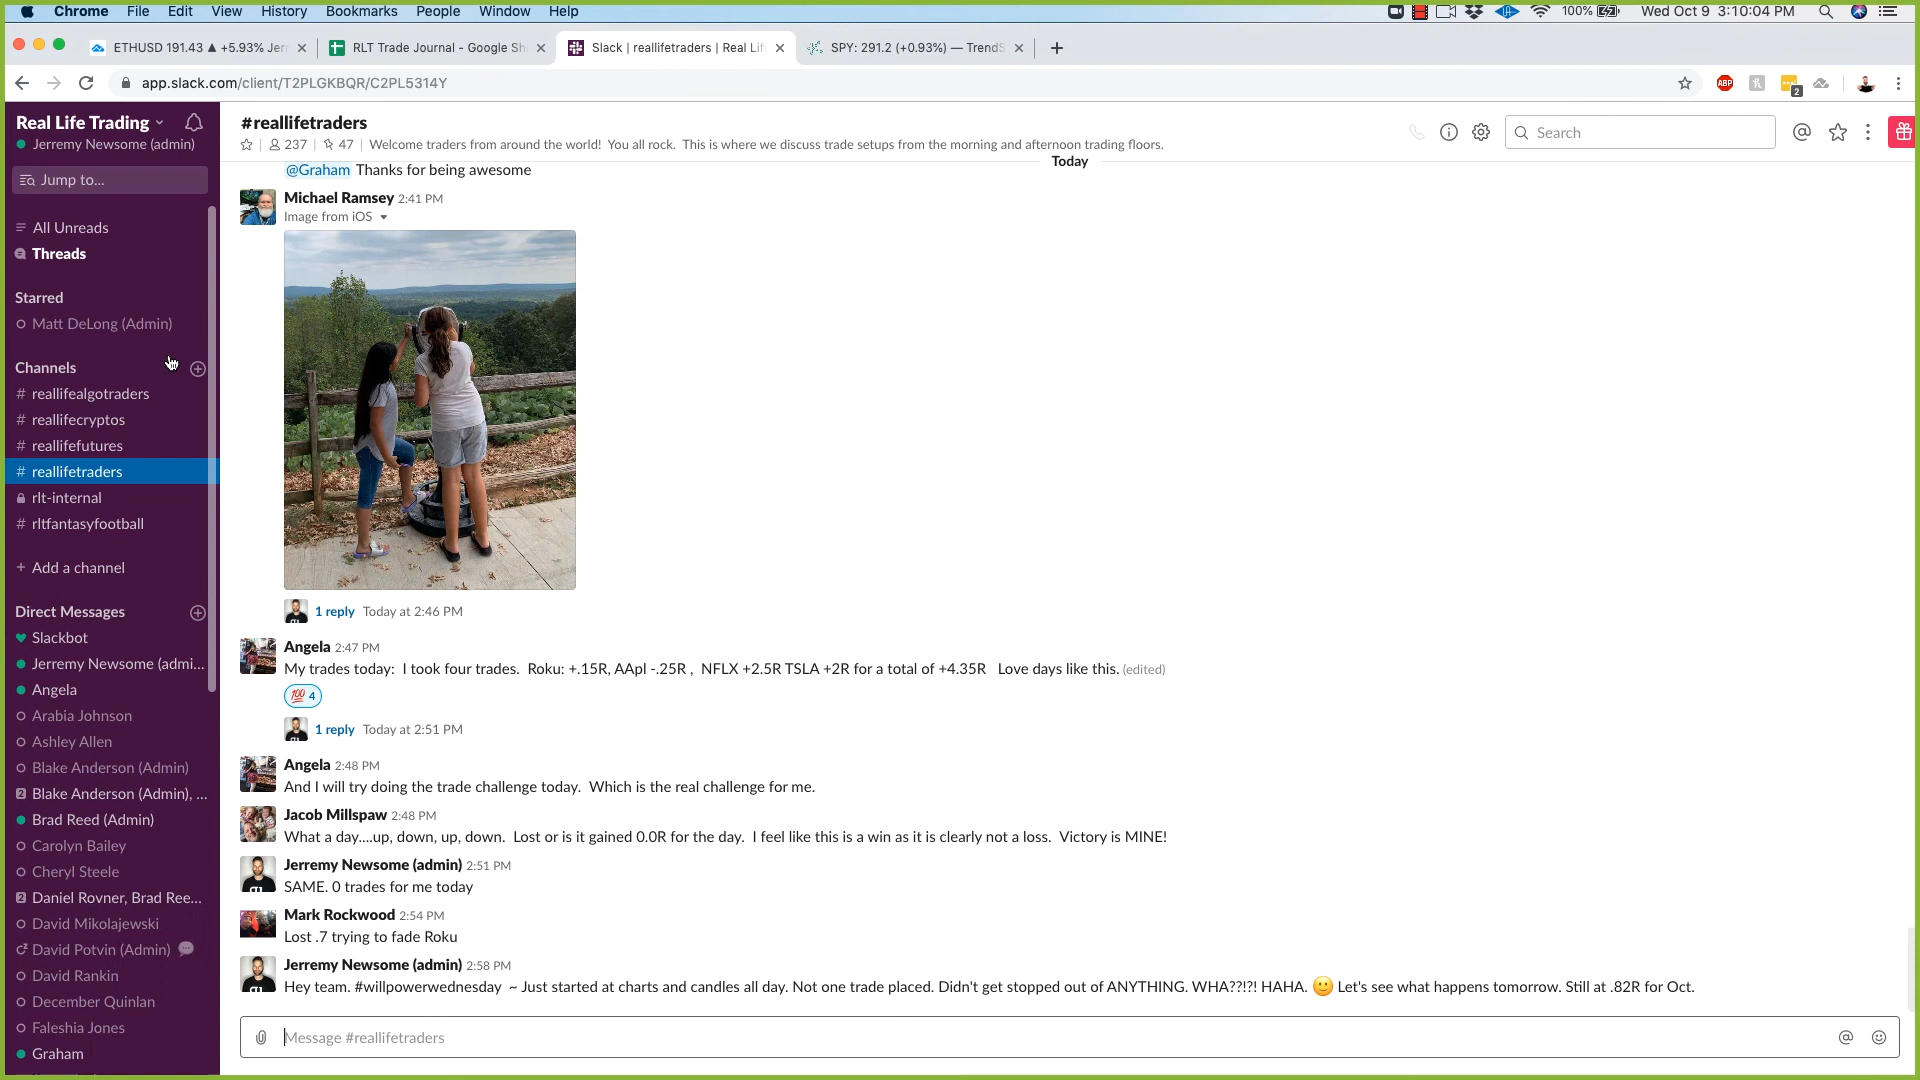 Chrome File Edit View History Bookmarks People Window Help 100% Wed Oct 9 3:10:04 PM
ETHUSD 191.43 ▲ +5.93% Jerr RLT Trade Journal - Google Sh Slack | reallifetraders | Real Lif SPY: 291.2 (+0.93%) — TrendS
app.slack.com/client/T2PLGKBQR/C2PL5314Y ABP 2
Real Life Trading
Jerremy Newsome (admin)
Jump to...
All Unreads
Threads
Starred
Matt DeLong (Admin)
Channels
# reallifealgotraders
# reallifecryptos
# reallifefutures
# reallifetraders
rlt-internal
# rltfantasyfootball
+ Add a channel
Direct Messages
Slackbot
Jerremy Newsome (admi...
Angela
Arabia Johnson
Ashley Allen
Blake Anderson (Admin)
2 Blake Anderson (Admin), ...
Brad Reed (Admin)
Carolyn Bailey
Cheryl Steele
2 Daniel Rovner, Brad Ree...
David Mikolajewski
David Potvin (Admin)
David Rankin
December Quinlan
Faleshia Jones
Graham
#reallifetraders
237 | 47 | Welcome traders from around the world! You all rock. This is where we discuss trade setups from the morning and afternoon trading floors.
Search
Today
@Graham Thanks for being awesome
Michael Ramsey 2:41 PM
Image from iOS
1 reply Today at 2:46 PM
Angela 2:47 PM
My trades today: I took four trades. Roku: +.15R, AApl -.25R , NFLX +2.5R TSLA +2R for a total of +4.35R Love days like this. (edited)
💯 4
1 reply Today at 2:51 PM
Angela 2:48 PM
And I will try doing the trade challenge today. Which is the real challenge for me.
Jacob Millspaw 2:48 PM
What a day....up, down, up, down. Lost or is it gained 0.0R for the day. I feel like this is a win as it is clearly not a loss. Victory is MINE!
Jerremy Newsome (admin) 2:51 PM
SAME. 0 trades for me today
Mark Rockwood 2:54 PM
Lost .7 trying to fade Roku
Jerremy Newsome (admin) 2:58 PM
Hey team. #willpowerwednesday ~ Just started at charts and candles all day. Not one trade placed. Didn't get stopped out of ANYTHING. WHA??!?! HAHA. 🙂 Let's see what happens tomorrow. Still at .82R for Oct.
Message #reallifetraders